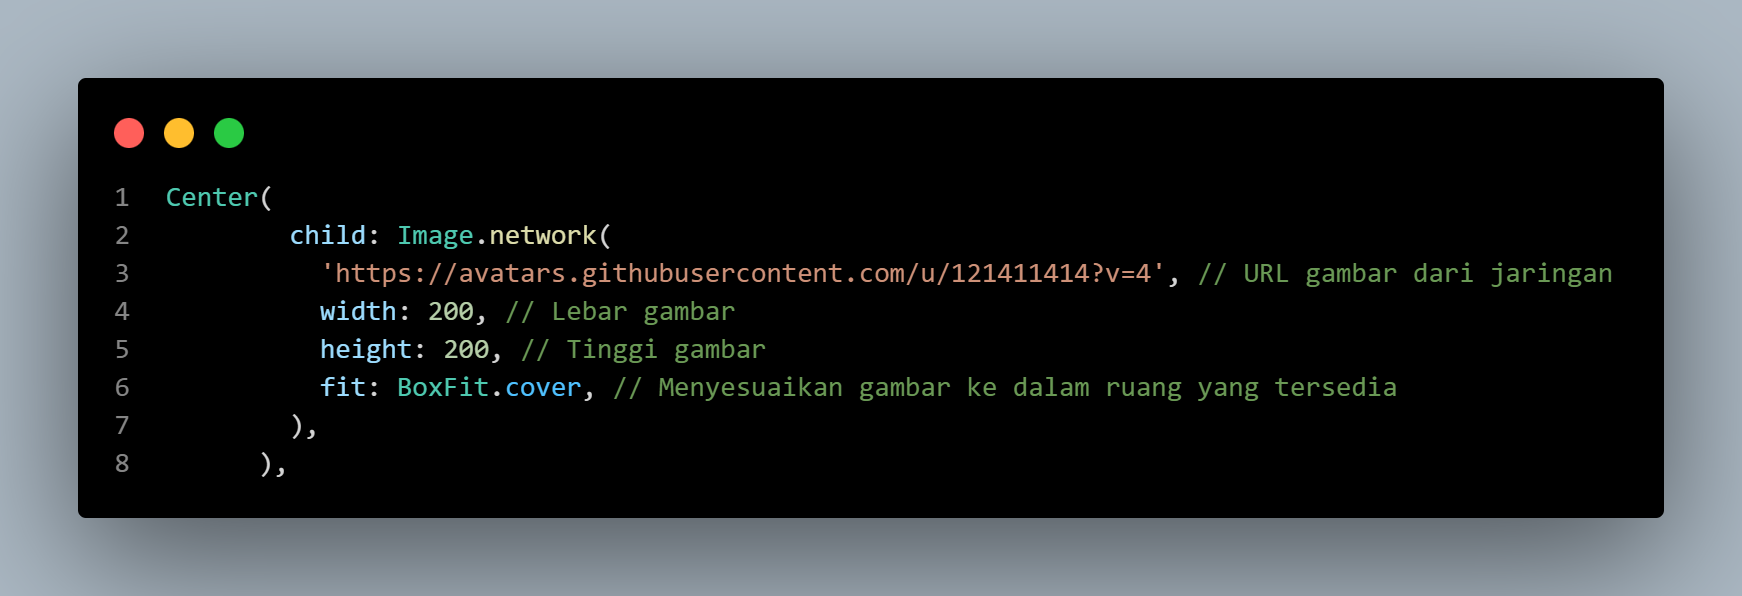 1 Center(
2 child: Image.network(
3 'https://avatars.githubusercontent.com/u/121411414?v=4', // URL gambar dari jaringan
4 width: 200, // Lebar gambar
5 height: 200, // Tinggi gambar
6 fit: BoxFit.cover, // Menyesuaikan gambar ke dalam ruang yang tersedia
7 ),
8 ),